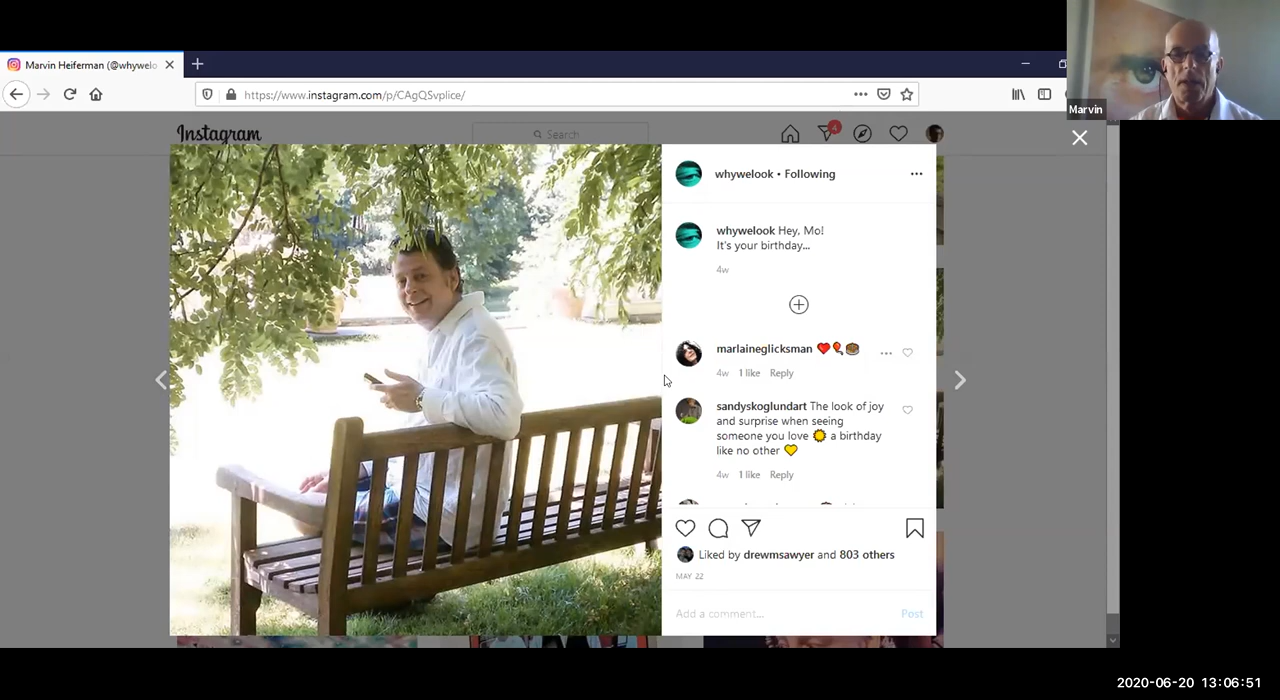 Marvin Heiferman (@whywelo
https://www.instagram.com/p/CAgQSvplice/
Marvin
Instagram
Search
4
whywelook • Following
whywelook Hey, Mo!
It's your birthday...
4w
marlaineglicksman ❤️🎈🎂
4w 1 like Reply
sandyskoglundart The look of joy
and surprise when seeing
someone you love 🌞 a birthday
like no other 💛
4w 1 like Reply
Liked by drewmsawyer and 803 others
MAY 22
Add a comment...
Post
2020-06-20 13:06:51